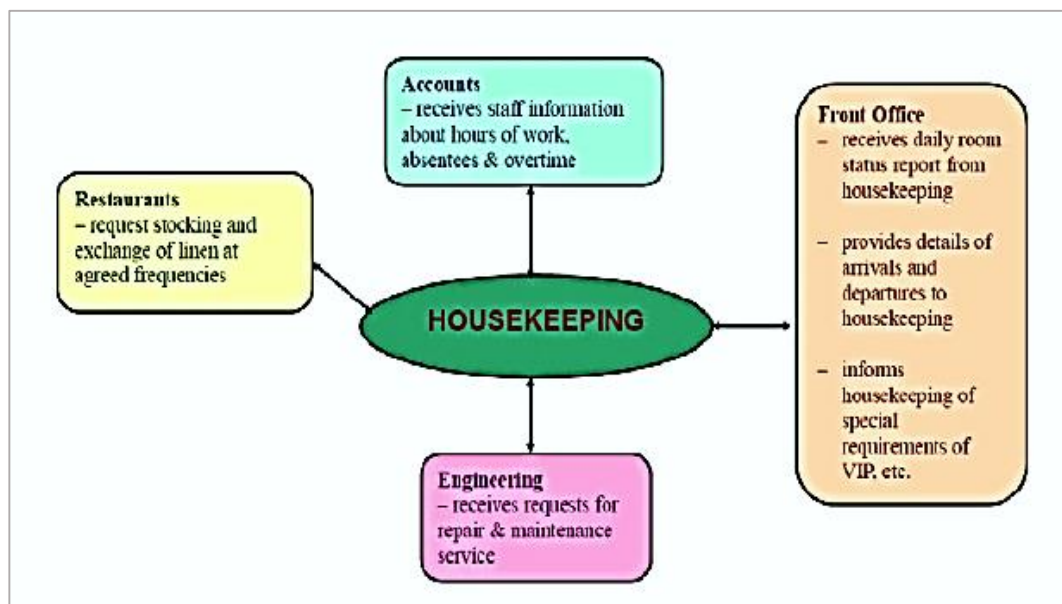 Accounts
– receives staff information
about hours of work,
absentees & overtime
Front Office
– receives daily room
status report from
housekeeping
– provides details of
arrivals and
departures to
housekeeping
– informs
housekeeping of
special
requirements of
VIP, etc.
Restaurants
– request stocking and
exchange of linen at
agreed frequencies
HOUSEKEEPING
Engineering
– receives requests for
repair & maintenance
service